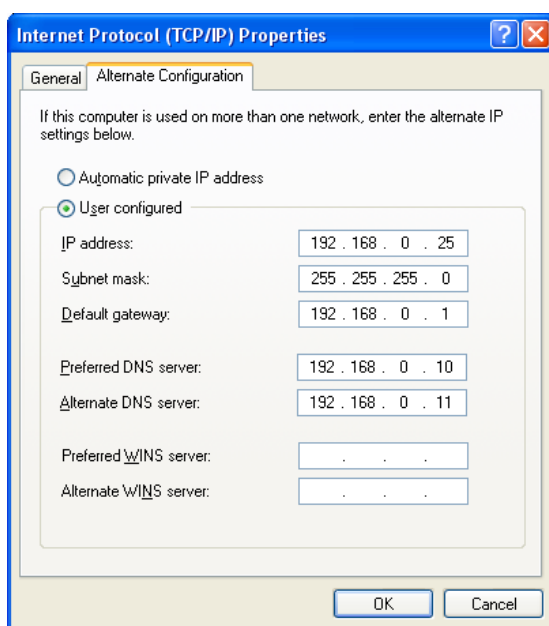 Internet Protocol (TCP/IP) Properties
General
Alternate Configuration
If this computer is used on more than one network, enter the alternate IP
settings below.
Automatic private IP address
User configured
IP address: 192 . 168 . 0 . 25
Subnet mask: 255 . 255 . 255 . 0
Default gateway: 192 . 168 . 0 . 1
Preferred DNS server: 192 . 168 . 0 . 10
Alternate DNS server: 192 . 168 . 0 . 11
Preferred WINS server: . . .
Alternate WINS server: . . .
OK
Cancel